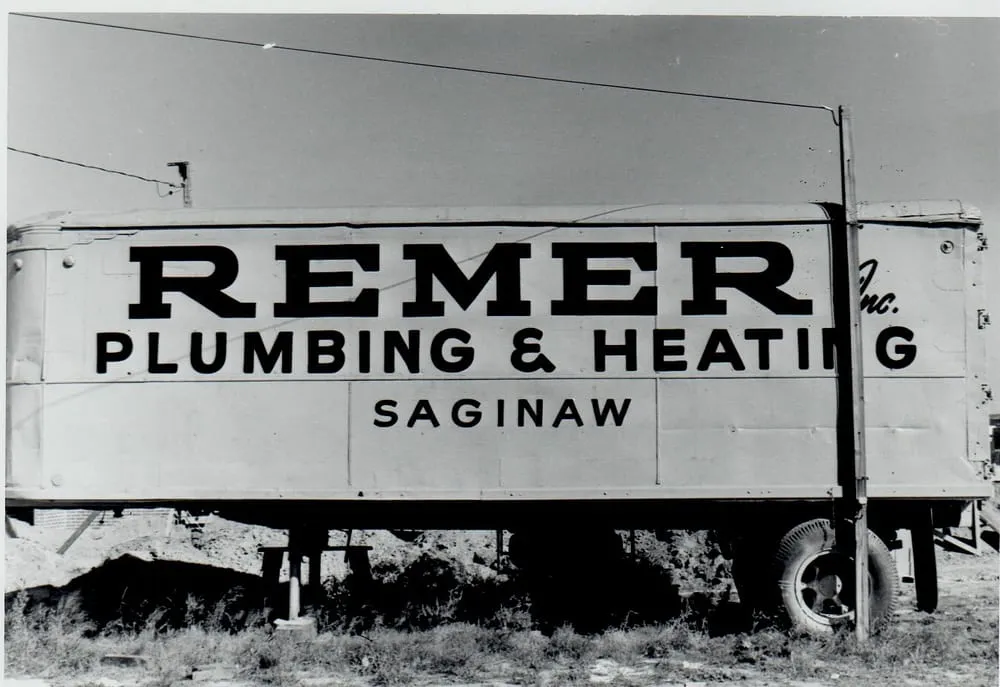 REMER Inc.
PLUMBING & HEATING
SAGINAW